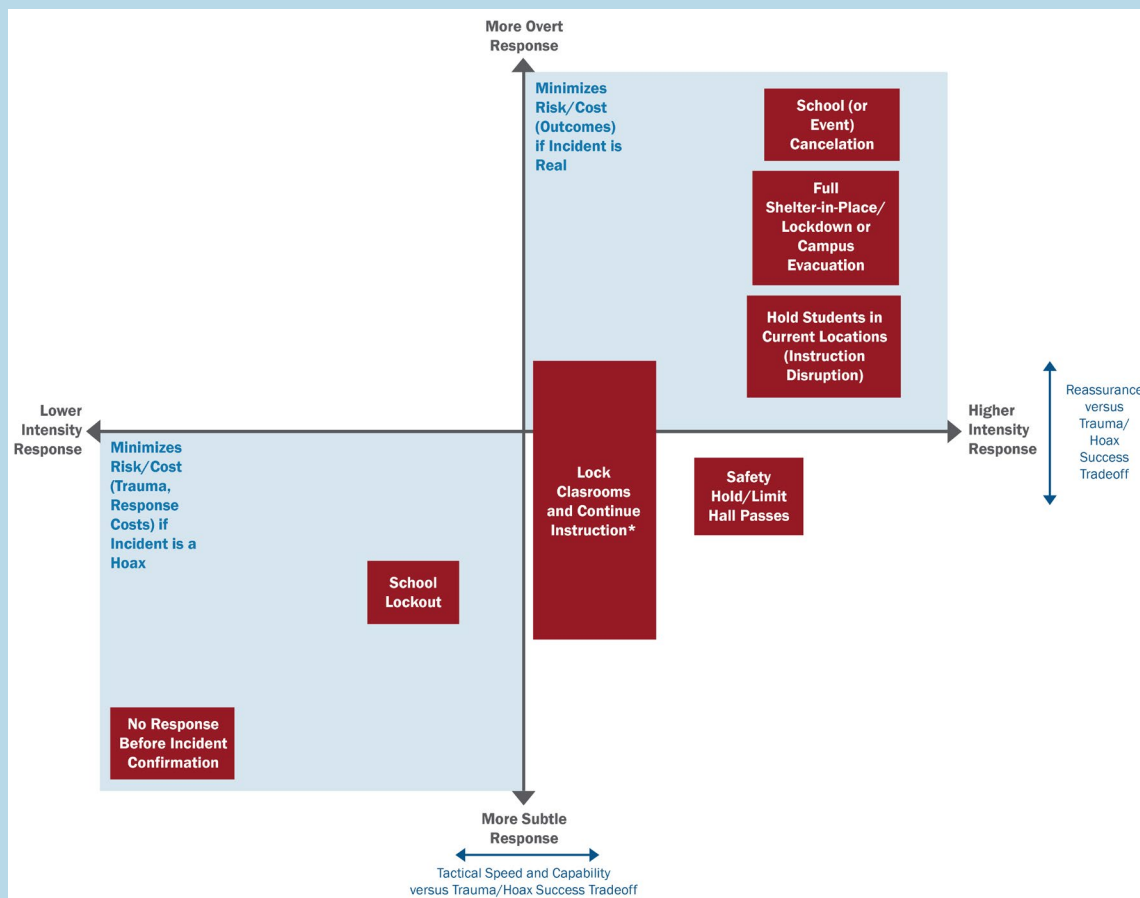 More Overt
Response
Minimizes
Risk/Cost
(Outcomes)
if Incident is
Real
School (or
Event)
Cancelation
Full
Shelter-in-Place/
Lockdown or
Campus
Evacuation
Hold Students in
Current Locations
(Instruction
Disruption)
Lower
Intensity
Response
Higher
Intensity
Response
Reassurance
versus
Trauma/
Hoax
Success
Tradeoff
Minimizes
Risk/Cost
(Trauma,
Response
Costs) if
Incident is a
Hoax
Lock
Clasrooms
and Continue
Instruction*
Safety
Hold/Limit
Hall Passes
School
Lockout
No Response
Before Incident
Confirmation
More Subtle
Response
Tactical Speed and Capability
versus Trauma/Hoax Success Tradeoff